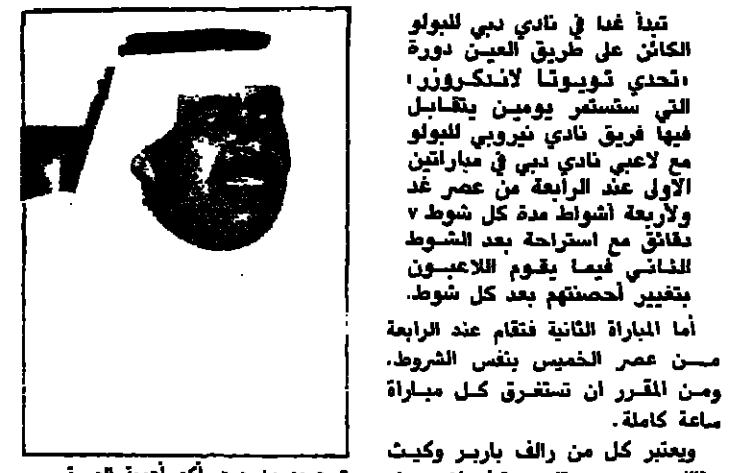 تبدأ غدا في نادي دبي للبولو
الكائن على طريق العين دورة
«تحدي تويوتا لاندكروزر»
التي ستستمر يومين يتقابل
فيها فريق نادي نيروبي للبولو
مع لاعبي نادي دبي في مباراتين
الاولى عند الرابعة من عصر غد
ولأربعة أشواط مدة كل شوط ٧
دقائق مع استراحة بعد الشوط
الثاني فيما يقوم اللاعبون
بتغيير أحصنتهم بعد كل شوط.
أما المباراة الثانية فتقام عند الرابعة
من عصر الخميس بنفس الشروط.
ومن المقرر ان تستغرق كل مباراة
ساعة كاملة.
ويعتبر كل من رالف باربر وكيث